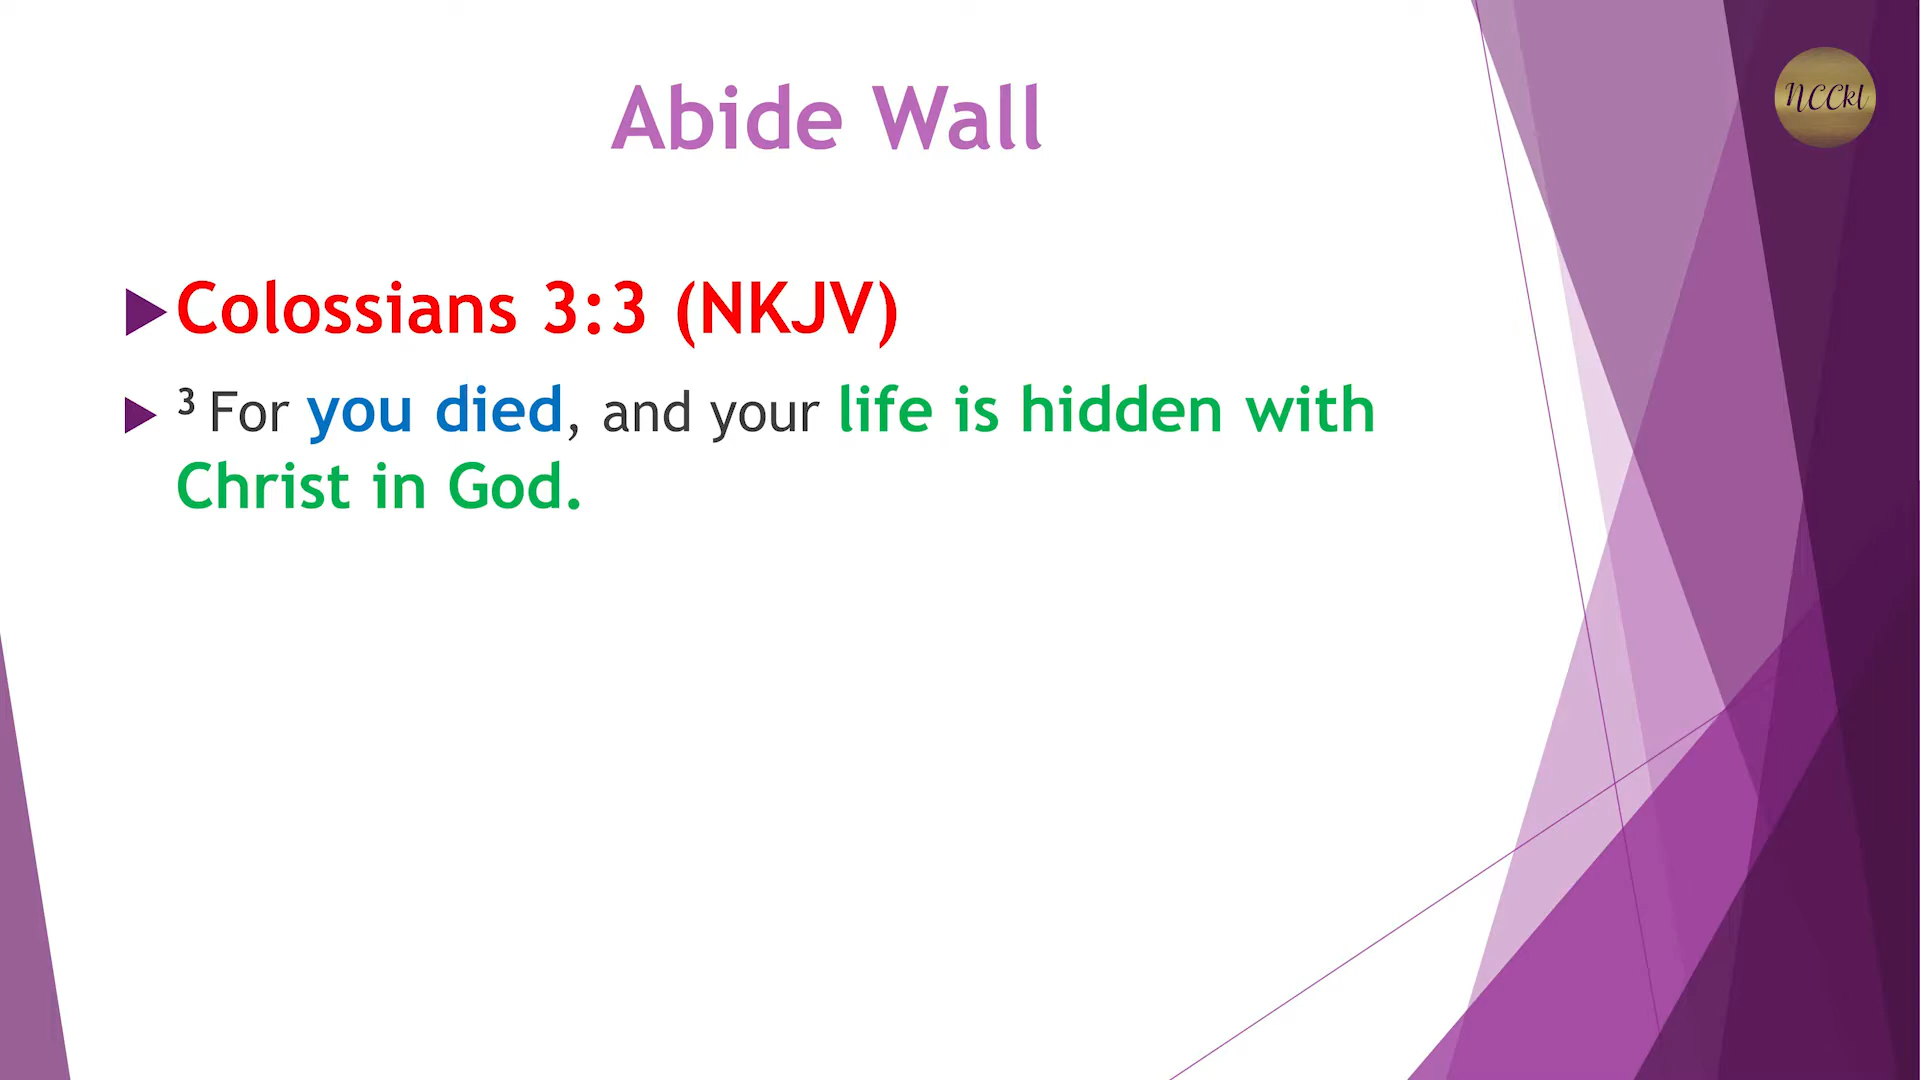 Abide Wall
NCCkl
Colossians 3:3 (NKJV)
3 For you died, and your life is hidden with
Christ in God.